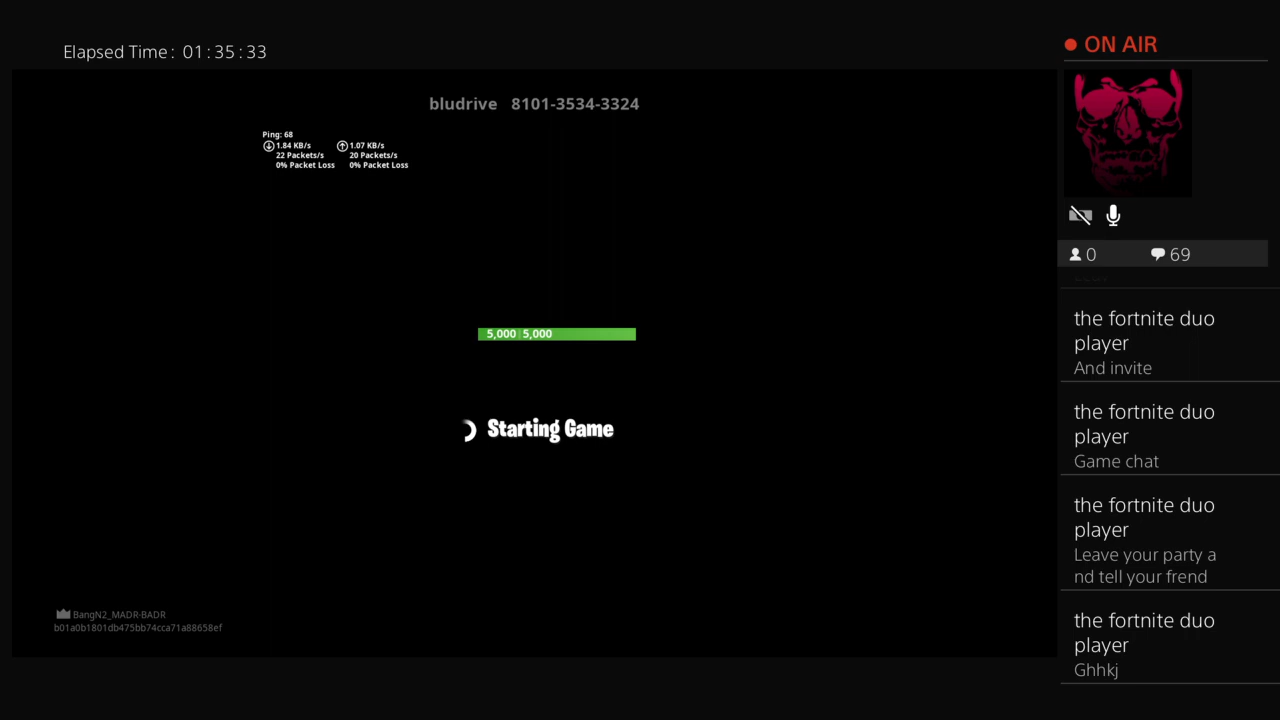 Elapsed Time: 01:35:33
ON AIR
bludrive 8101-3534-3324
Ping: 68
1.84 KB/s 1.07 KB/s
22 Packets/s 20 Packets/s
0% Packet Loss 0% Packet Loss
0 69
5,000 5,000
Starting Game
the fortnite duo
player
And invite
the fortnite duo
player
Game chat
the fortnite duo
player
Leave your party a
nd tell your frend
the fortnite duo
player
Ghhkj
BangN2_MADR-BADR
b01a0b1801db475bb74cca71a88658ef